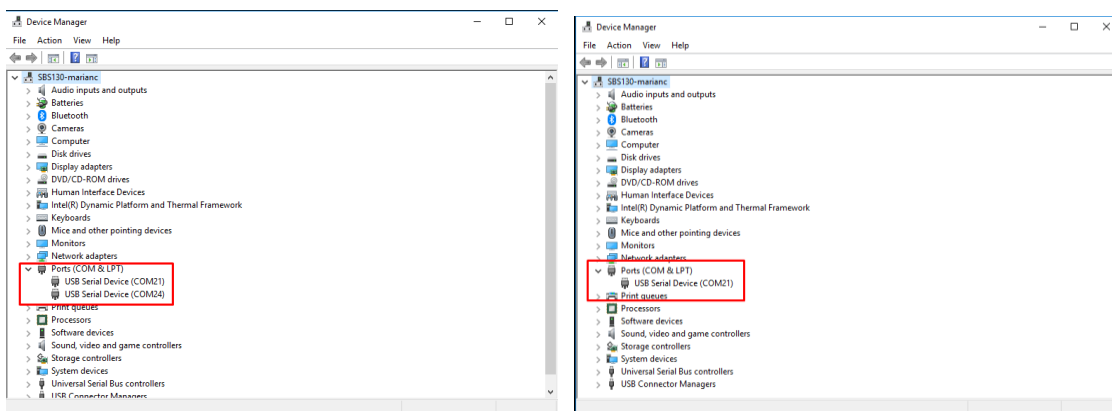 Device Manager
File Action View Help
SBS130-marianc
Audio inputs and outputs
Batteries
Bluetooth
Cameras
Computer
Disk drives
Display adapters
DVD/CD-ROM drives
Human Interface Devices
Intel(R) Dynamic Platform and Thermal Framework
Keyboards
Mice and other pointing devices
Monitors
Network adapters
Ports (COM & LPT)
USB Serial Device (COM21)
USB Serial Device (COM24)
Print queues
Processors
Software devices
Sound, video and game controllers
Storage controllers
System devices
Universal Serial Bus controllers
USB Connector Managers
Device Manager
File Action View Help
SBS130-marianc
Audio inputs and outputs
Batteries
Bluetooth
Cameras
Computer
Disk drives
Display adapters
DVD/CD-ROM drives
Human Interface Devices
Intel(R) Dynamic Platform and Thermal Framework
Keyboards
Mice and other pointing devices
Monitors
Network adapters
Ports (COM & LPT)
USB Serial Device (COM21)
Print queues
Processors
Software devices
Sound, video and game controllers
Storage controllers
System devices
Universal Serial Bus controllers
USB Connector Managers